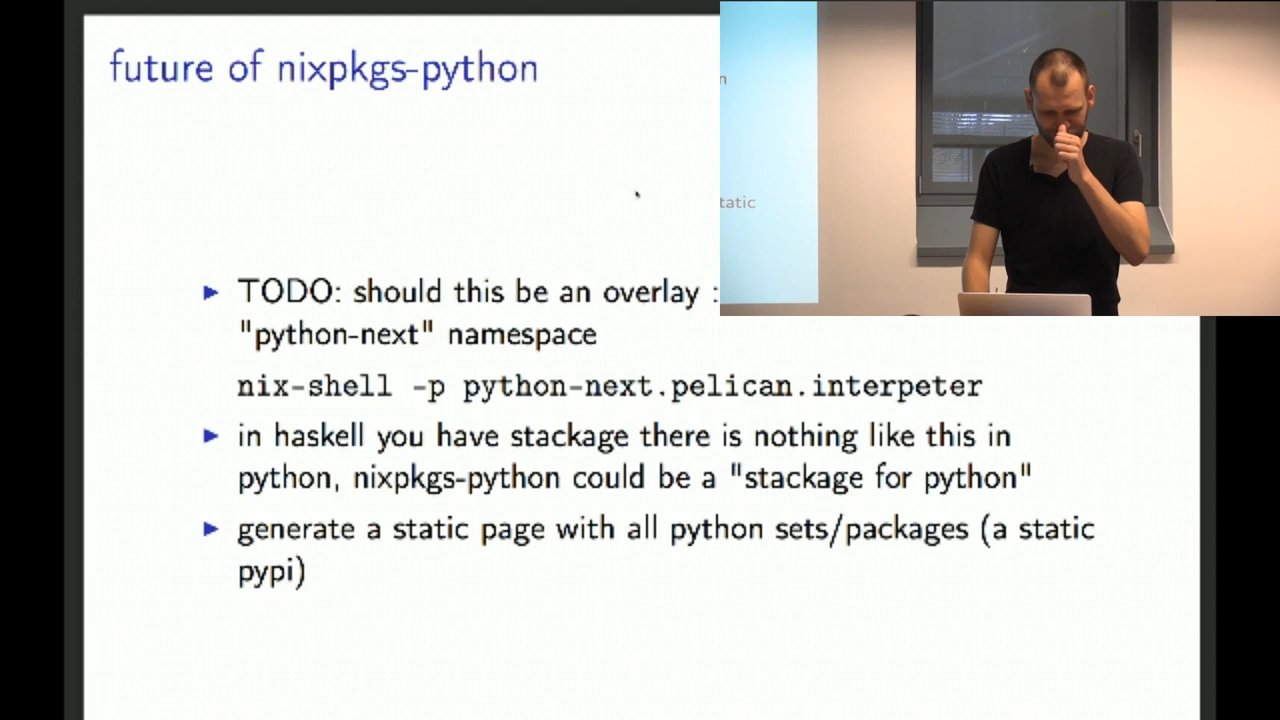 future of nixpkgs-python
n
tatic
TODO: should this be an overlay :
"python-next" namespace
nix-shell -p python-next.pelican.interpeter
in haskell you have stackage there is nothing like this in
python, nixpkgs-python could be a "stackage for python"
generate a static page with all python sets/packages (a static
pypi)